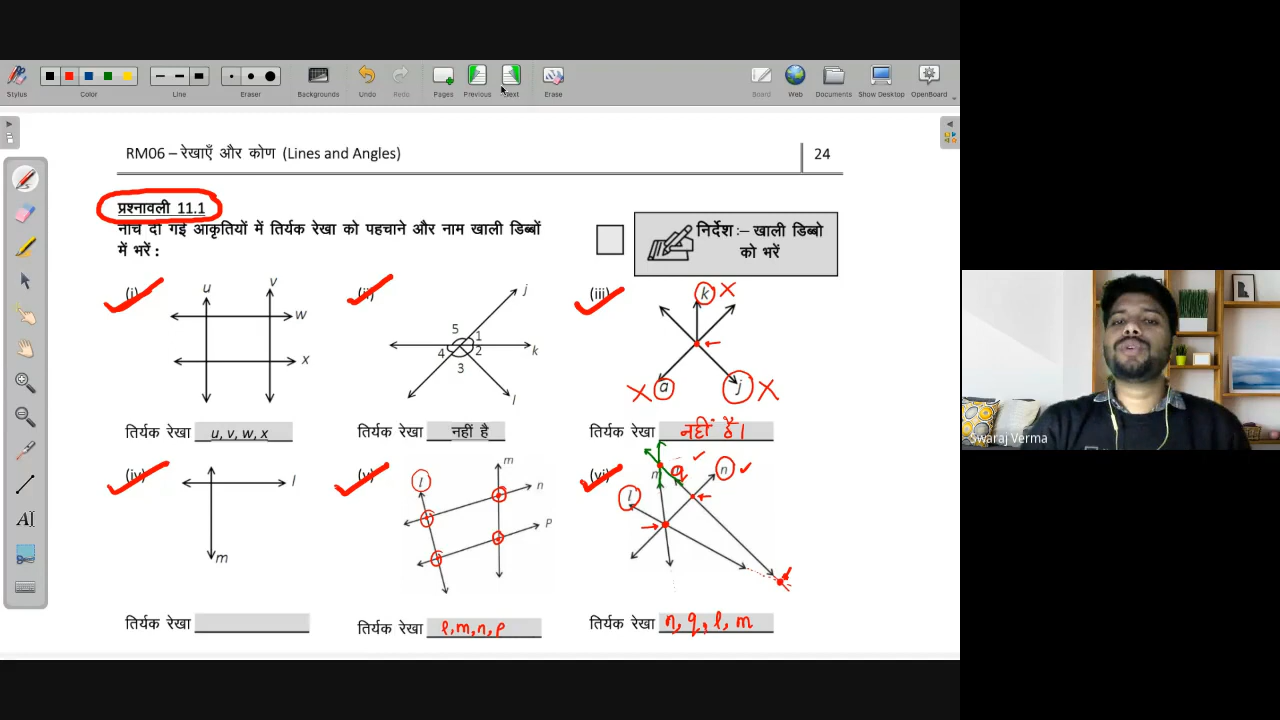 Stylus
Color
Line
Eraser
Backgrounds
Undo
Redo
Pages
Previous
Next
Erase
Board
Web
Documents
Show Desktop
OpenBoard
RM06 – रेखाएँ और कोण (Lines and Angles)
24
प्रश्नावली 11.1
नीचे दी गई आकृतियों में तिर्यक रेखा को पहचाने और नाम खाली डिब्बों
में भरें :
निर्देश :– खाली डिब्बो
को भरें
(i)
u
v
w
x
(ii)
j
5
1
4
2
k
3
l
(iii)
k X
X a
j X
तिर्यक रेखा u, v, w, x
तिर्यक रेखा नहीं है
तिर्यक रेखा नहीं है।
Swaraj Verma
(iv)
l
m
(v)
l
m
n
p
(vi)
m
q
n
l
तिर्यक रेखा
तिर्यक रेखा l, m, n, p
तिर्यक रेखा n, q, l, m